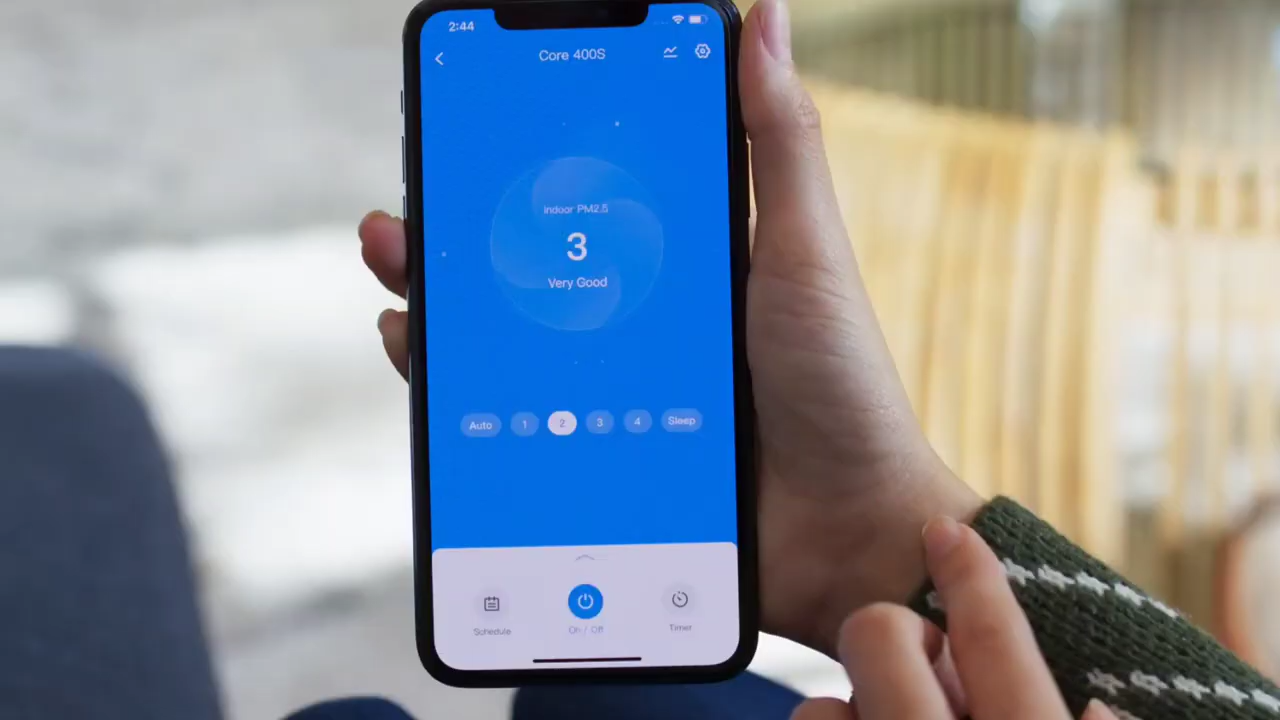 2:44
Core 400S
Indoor PM2.5
3
Very Good
Auto 1 2 3 4 Sleep
Schedule On / Off Timer